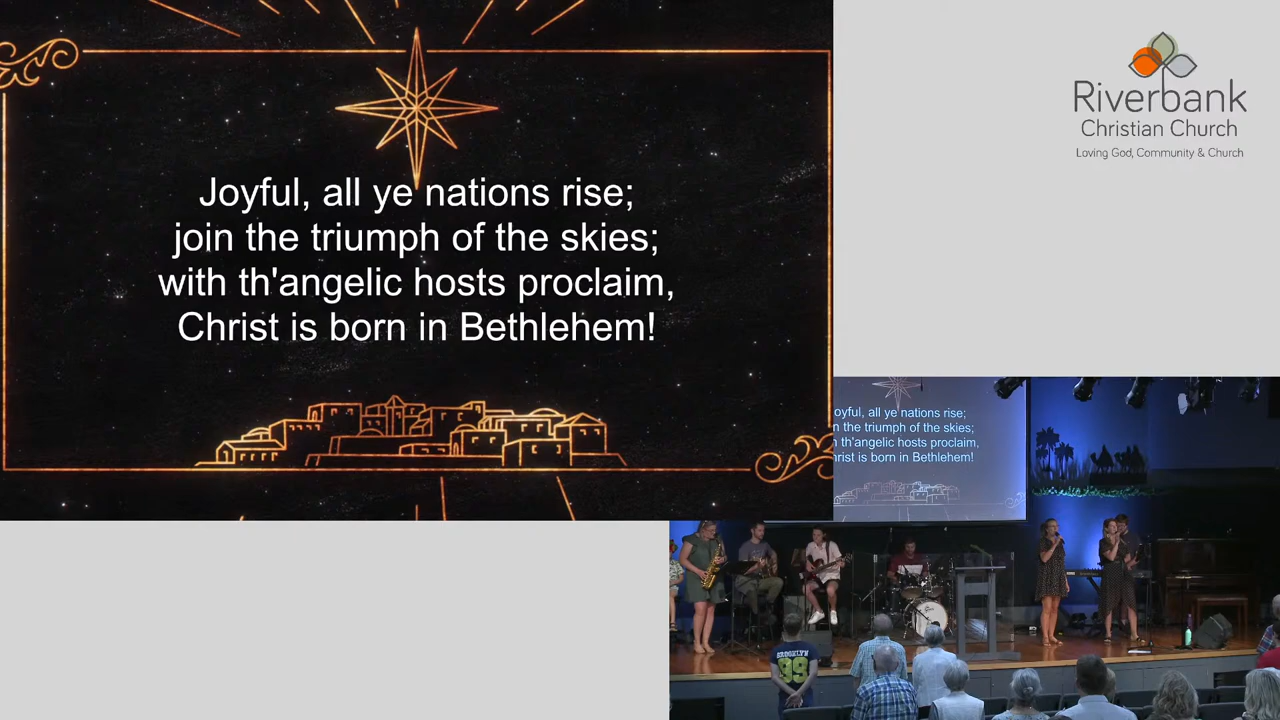 Joyful, all ye nations rise;
join the triumph of the skies;
with th'angelic hosts proclaim,
Christ is born in Bethlehem!
Riverbank
Christian Church
Loving God, Community & Church
oyful, all ye nations rise;
n the triumph of the skies;
h th'angelic hosts proclaim,
hrist is born in Bethlehem!
BROOKLYN
99